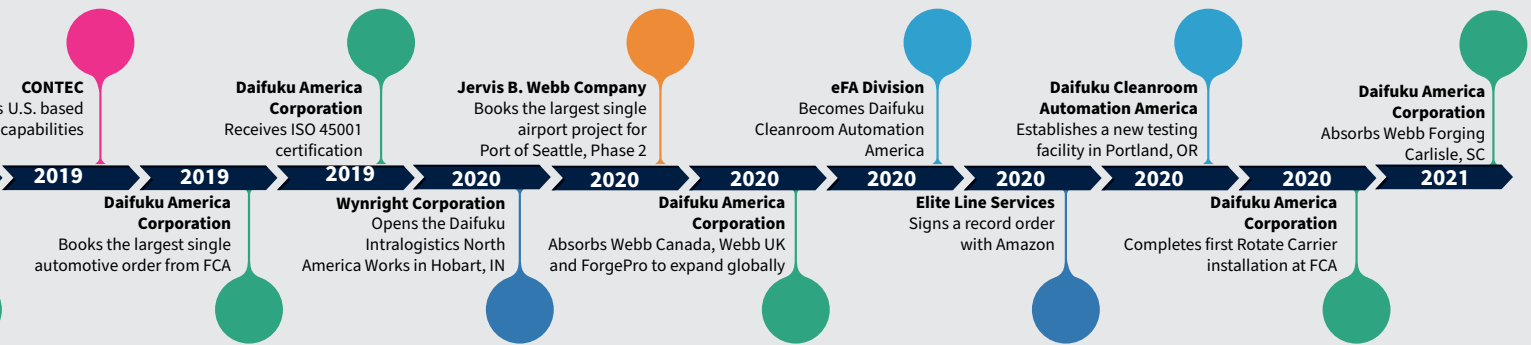 CONTEC
U.S. based
capabilities
2019
2019
Daifuku America
Corporation
Books the largest single
automotive order from FCA
Daifuku America
Corporation
Receives ISO 45001
certification
2019
2020
Wynright Corporation
Opens the Daifuku
Intralogistics North
America Works in Hobart, IN
Jervis B. Webb Company
Books the largest single
airport project for
Port of Seattle, Phase 2
2020
2020
Daifuku America
Corporation
Absorbs Webb Canada, Webb UK
and ForgePro to expand globally
eFA Division
Becomes Daifuku
Cleanroom Automation
America
2020
2020
Elite Line Services
Signs a record order
with Amazon
Daifuku Cleanroom
Automation America
Establishes a new testing
facility in Portland, OR
2020
2020
Daifuku America
Corporation
Completes first Rotate Carrier
installation at FCA
Daifuku America
Corporation
Absorbs Webb Forging
Carlisle, SC
2021